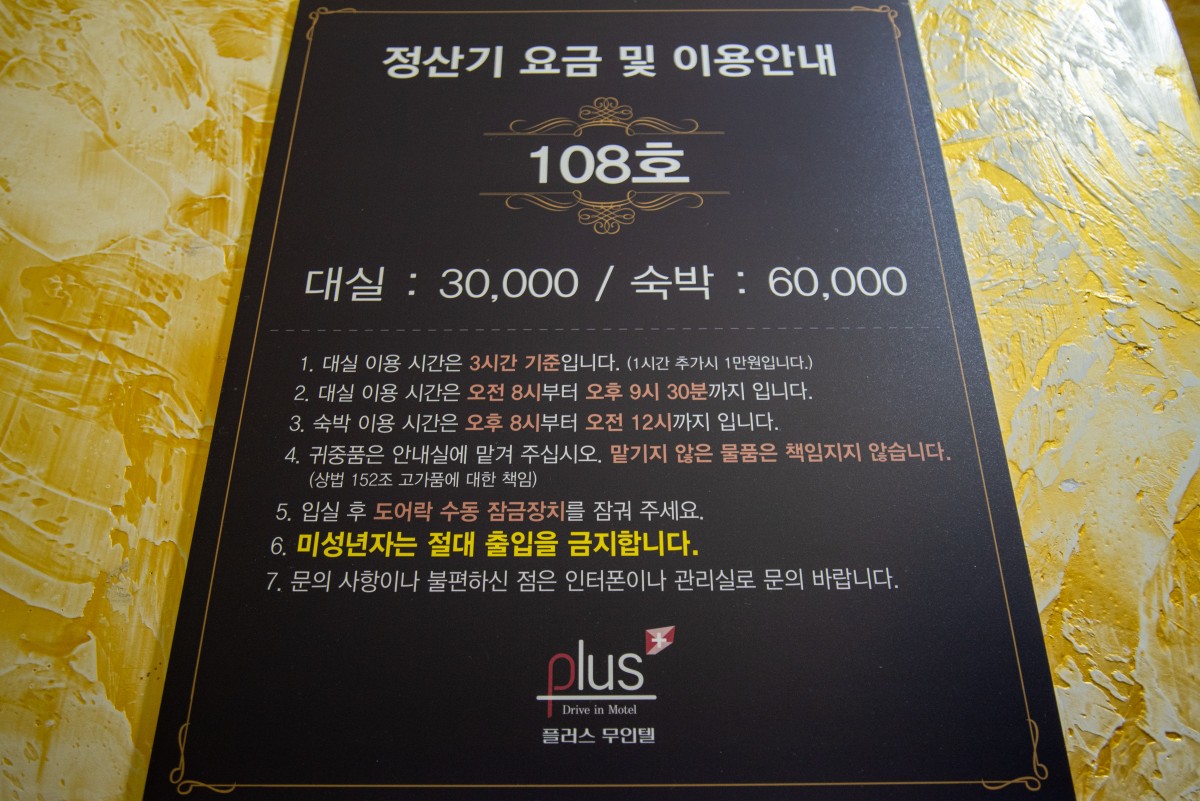 정산기 요금 및 이용안내
108호
대실 : 30,000 / 숙박 : 60,000
1. 대실 이용 시간은 3시간 기준입니다. (1시간 추가시 1만원입니다.)
2. 대실 이용 시간은 오전 8시부터 오후 9시 30분까지 입니다.
3. 숙박 이용 시간은 오후 8시부터 오전 12시까지 입니다.
4. 귀중품은 안내실에 맡겨 주십시오. 맡기지 않은 물품은 책임지지 않습니다.
(상법 152조 고가품에 대한 책임)
5. 입실 후 도어락 수동 잠금장치를 잠궈 주세요.
6. 미성년자는 절대 출입을 금지합니다.
7. 문의 사항이나 불편하신 점은 인터폰이나 관리실로 문의 바랍니다.
plus
Drive in Motel
플러스 무인텔